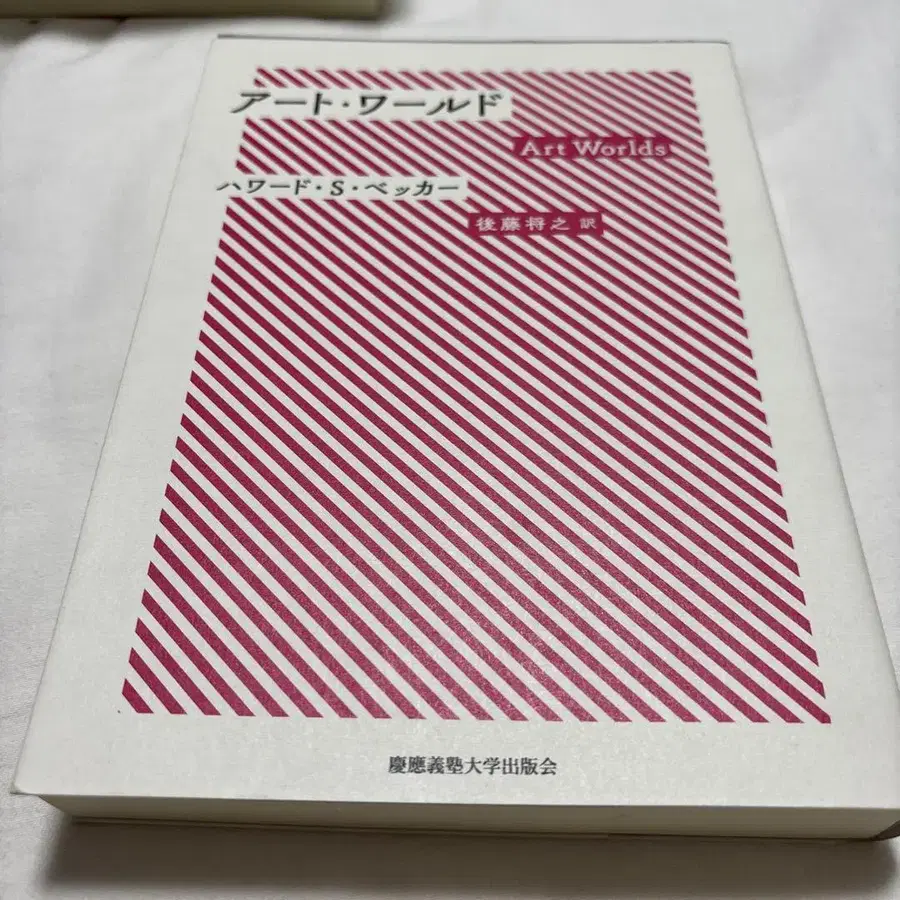 アート・ワールド
Art Worlds
ハワード・S・ベッカー
後藤将之 訳
慶應義塾大学出版会